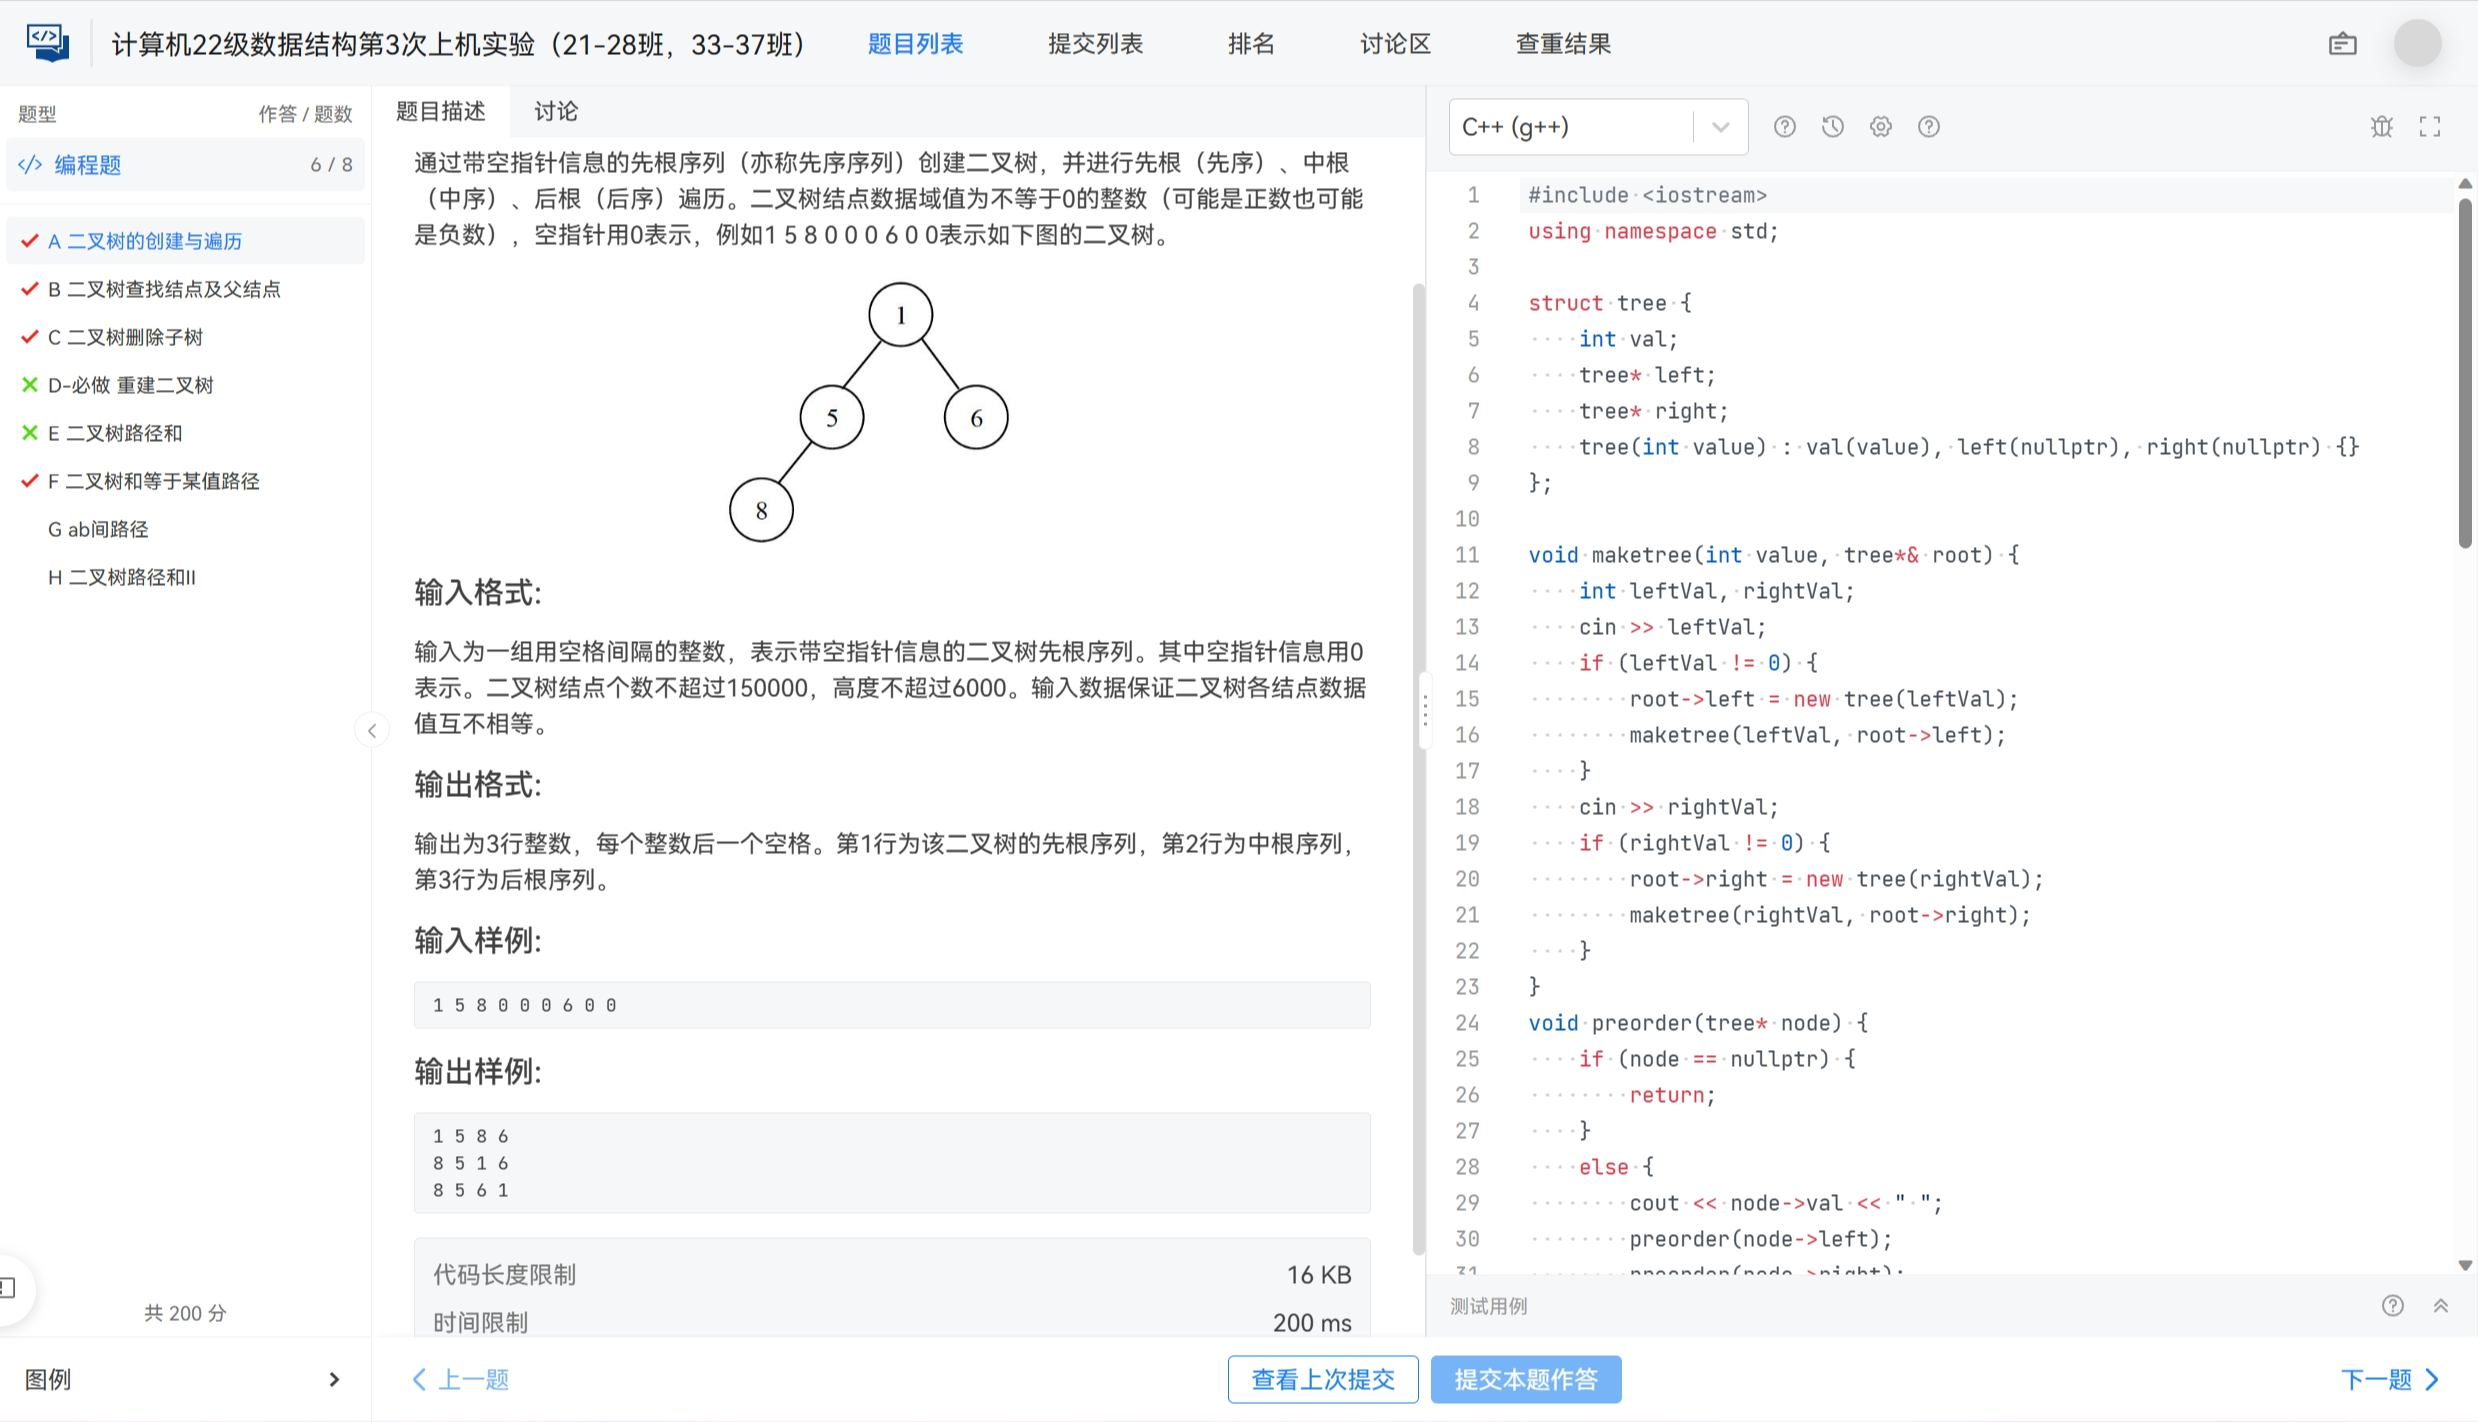 计算机22级数据结构第3次上机实验（21-28班，33-37班）
题目列表
提交列表
排名
讨论区
查重结果
题型
作答 / 题数
</> 编程题
6 / 8
A 二叉树的创建与遍历
B 二叉树查找结点及父结点
C 二叉树删除子树
D-必做 重建二叉树
E 二叉树路径和
F 二叉树和等于某值路径
G ab间路径
H 二叉树路径和II
共 200 分
图例
题目描述
讨论
通过带空指针信息的先根序列（亦称先序序列）创建二叉树，并进行先根（先序）、中根
（中序）、后根（后序）遍历。二叉树结点数据域值为不等于0的整数（可能是正数也可能
是负数），空指针用0表示，例如1 5 8 0 0 0 6 0 0表示如下图的二叉树。
1
5
6
8
输入格式:
输入为一组用空格间隔的整数，表示带空指针信息的二叉树先根序列。其中空指针信息用0
表示。二叉树结点个数不超过150000，高度不超过6000。输入数据保证二叉树各结点数据
值互不相等。
输出格式:
输出为3行整数，每个整数后一个空格。第1行为该二叉树的先根序列，第2行为中根序列，
第3行为后根序列。
输入样例:
1 5 8 0 0 0 6 0 0
输出样例:
1 5 8 6
8 5 1 6
8 5 6 1
代码长度限制
16 KB
时间限制
200 ms
上一题
查看上次提交
提交本题作答
下一题
C++ (g++)
1 #include <iostream>
2 using namespace std;
3
4 struct tree {
5     int val;
6     tree* left;
7     tree* right;
8     tree(int value) : val(value), left(nullptr), right(nullptr) {}
9 };
10
11 void maketree(int value, tree*& root) {
12     int leftVal, rightVal;
13     cin >> leftVal;
14     if (leftVal != 0) {
15         root->left = new tree(leftVal);
16         maketree(leftVal, root->left);
17     }
18     cin >> rightVal;
19     if (rightVal != 0) {
20         root->right = new tree(rightVal);
21         maketree(rightVal, root->right);
22     }
23 }
24 void preorder(tree* node) {
25     if (node == nullptr) {
26         return;
27     }
28     else {
29         cout << node->val << " ";
30         preorder(node->left);
31         preorder(node->right);
测试用例